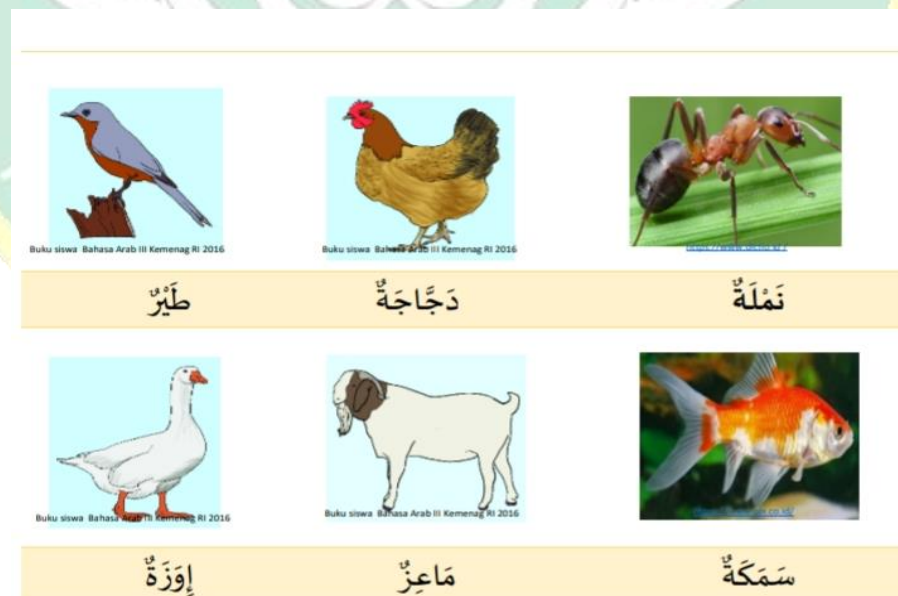 Buku siswa Bahasa Arab III Kemenag RI 2016
Buku siswa Bahasa Arab III Kemenag RI 2016
نَمْلَةٌ
دَجَّاجَةٌ
طَيْرٌ
Buku siswa Bahasa Arab III Kemenag RI 2016
Buku siswa Bahasa Arab III Kemenag RI 2016
سَمَكَةٌ
مَاعِزٌ
إِوَزَةٌ